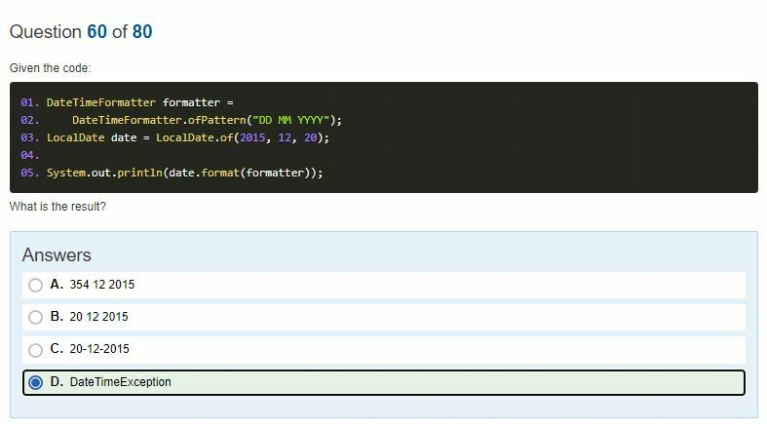 Question 60 of 80
Given the code:
01. DateTimeFormatter formatter =
02. DateTimeFormatter.ofPattern("DD MM YYYY");
03. LocalDate date = LocalDate.of(2015, 12, 20);
04.
05. System.out.println(date.format(formatter));
What is the result?
Answers
A. 354 12 2015
B. 20 12 2015
C. 20-12-2015
D. DateTimeException